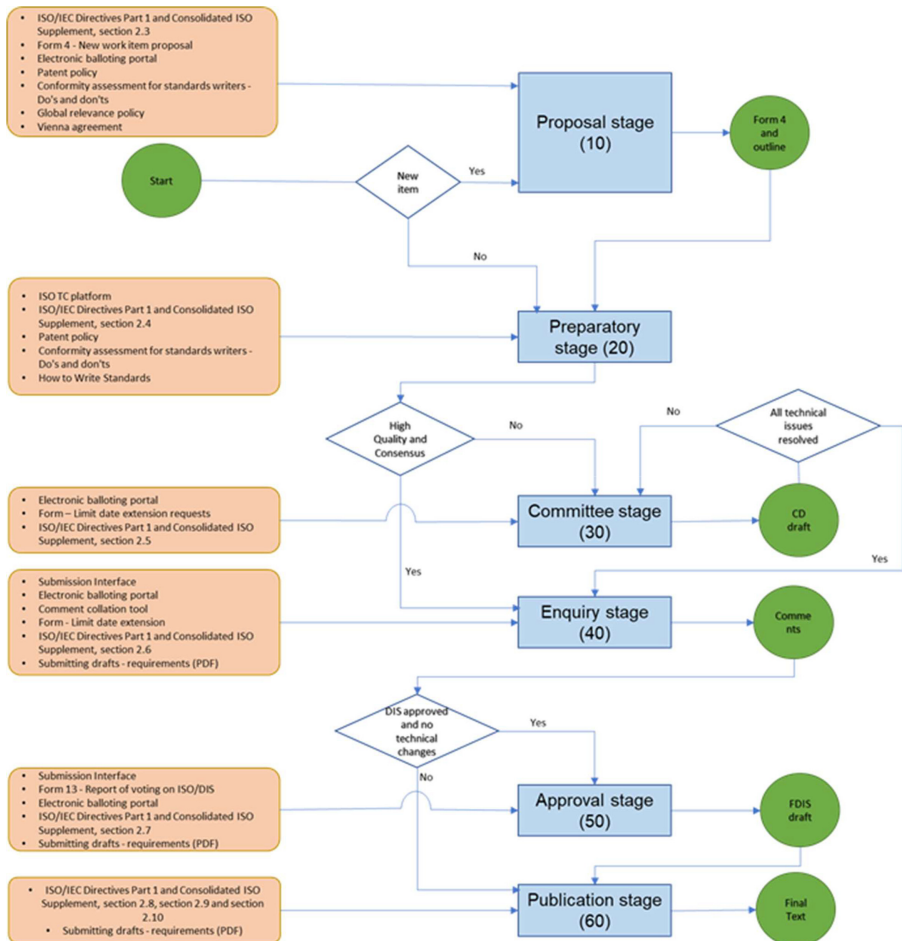 • ISO/IEC Directives Part 1 and Consolidated ISO
Supplement, section 2.3
• Form 4 - New work item proposal
• Electronic balloting portal
• Patent policy
• Conformity assessment for standards writers -
Do's and don'ts
• Global relevance policy
• Vienna agreement
Proposal stage
(10)
Form 4
and
outline
Start
New
item
Yes
No
• ISO TC platform
• ISO/IEC Directives Part 1 and Consolidated ISO
Supplement, section 2.4
• Patent policy
• Conformity assessment for standards writers -
Do's and don'ts
• How to Write Standards
Preparatory
stage (20)
High
Quality and
Consensus
No
No
All technical
issues
resolved
• Electronic balloting portal
• Form – Limit date extension requests
• ISO/IEC Directives Part 1 and Consolidated ISO
Supplement, section 2.5
Committee stage
(30)
CD
draft
Yes
Yes
• Submission Interface
• Electronic balloting portal
• Comment collation tool
• Form - Limit date extension
• ISO/IEC Directives Part 1 and Consolidated ISO
Supplement, section 2.6
• Submitting drafts - requirements (PDF)
Enquiry stage
(40)
Comme
nts
DIS approved
and no
technical
changes
Yes
No
• Submission Interface
• Form 13 - Report of voting on ISO/DIS
• Electronic balloting portal
• ISO/IEC Directives Part 1 and Consolidated ISO
Supplement, section 2.7
• Submitting drafts - requirements (PDF)
Approval stage
(50)
FDIS
draft
• ISO/IEC Directives Part 1 and Consolidated ISO
Supplement, section 2.8, section 2.9 and section
2.10
• Submitting drafts - requirements (PDF)
Publication stage
(60)
Final
Text